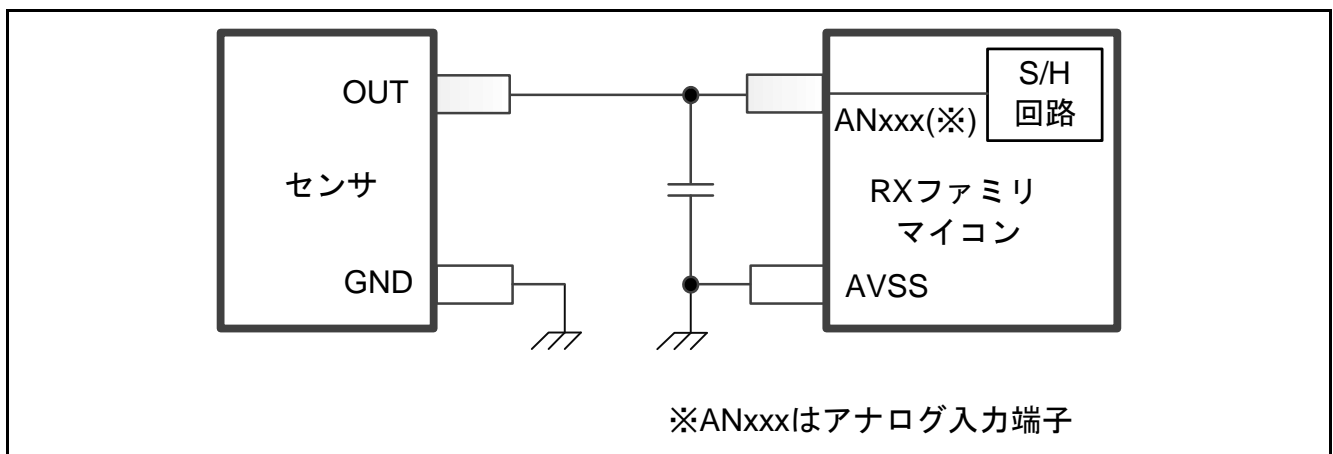 OUT
センサ
GND
S/H
回路
ANxxx(※)
RXファミリ
マイコン
AVSS
※ANxxxはアナログ入力端子